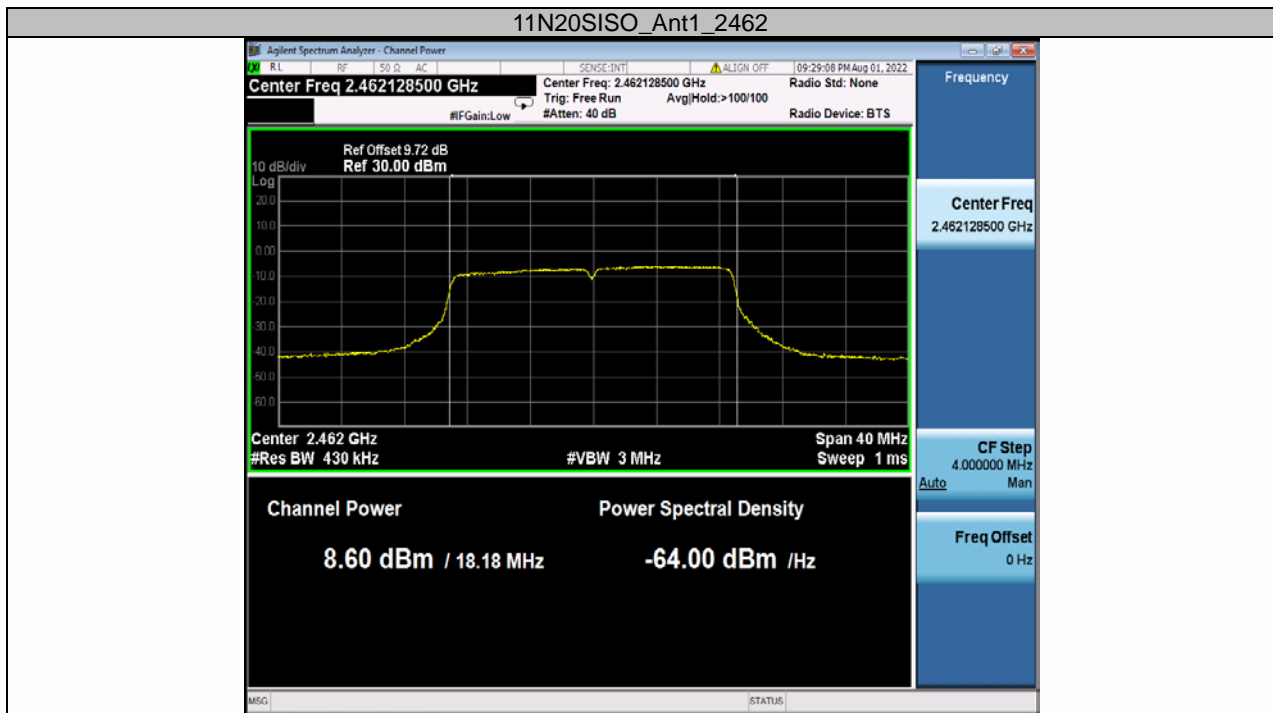 11N20SISO_Ant1_2462
Agilent Spectrum Analyzer - Channel Power
RL RF 50 Ω AC SENSE:INT ALIGN OFF 09:29:08 PM Aug 01, 2022
Center Freq 2.462128500 GHz
#IFGain:Low
Center Freq: 2.462128500 GHz
Trig: Free Run Avg|Hold:>100/100
#Atten: 40 dB
Radio Std: None
Radio Device: BTS
Ref Offset 9.72 dB
10 dB/div Ref 30.00 dBm
Log
20.0
10.0
0.00
-10.0
-20.0
-30.0
-40.0
-50.0
-60.0
Center 2.462 GHz Span 40 MHz
#Res BW 430 kHz #VBW 3 MHz Sweep 1 ms
Channel Power Power Spectral Density
8.60 dBm / 18.18 MHz -64.00 dBm /Hz
MSG STATUS
Frequency
Center Freq
2.462128500 GHz
CF Step
4.000000 MHz
Auto Man
Freq Offset
0 Hz